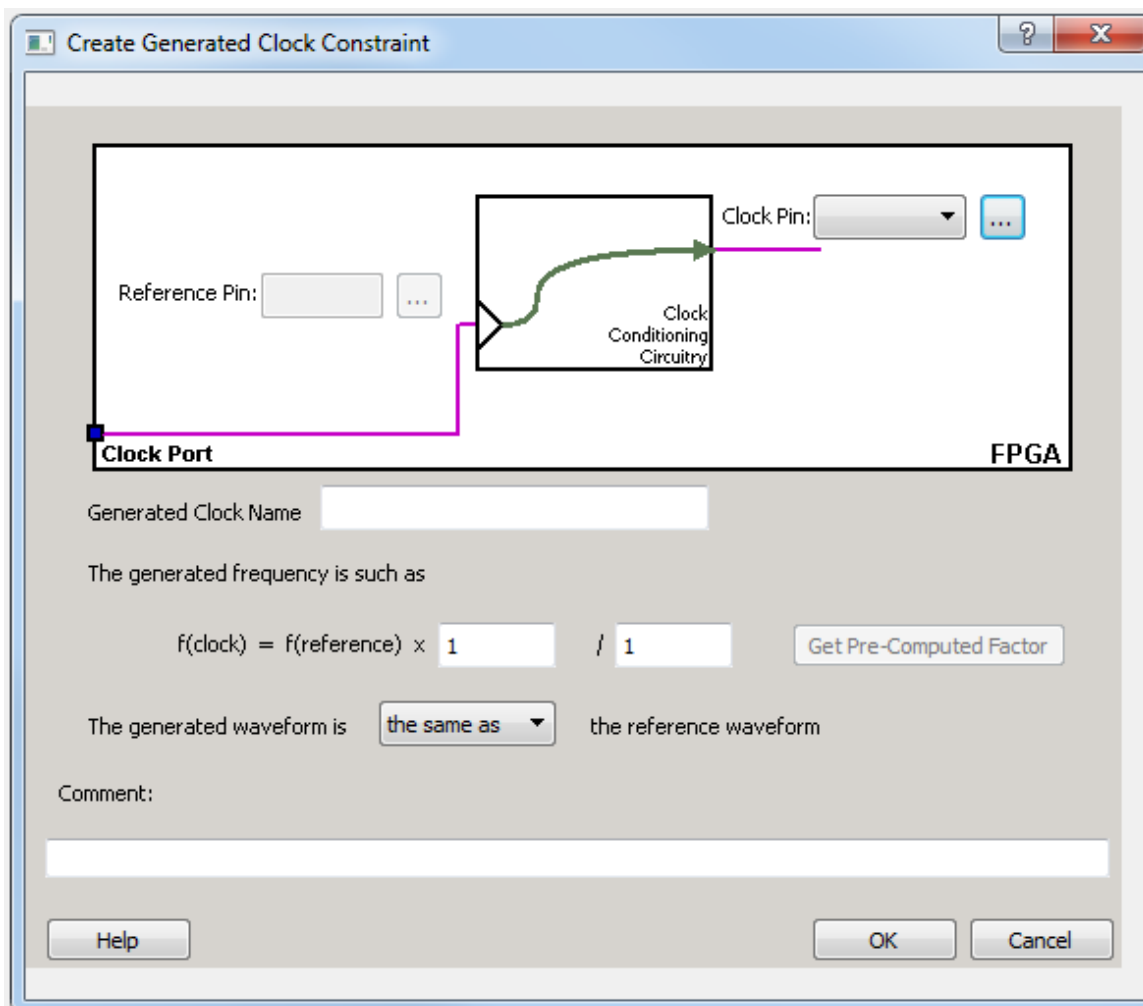 Create Generated Clock Constraint
?
Clock Pin:
...
Reference Pin:
...
Clock
Conditioning
Circuitry
Clock Port
FPGA
Generated Clock Name
The generated frequency is such as
f(clock) = f(reference) x 1 / 1 Get Pre-Computed Factor
The generated waveform is the same as the reference waveform
Comment:
Help OK Cancel